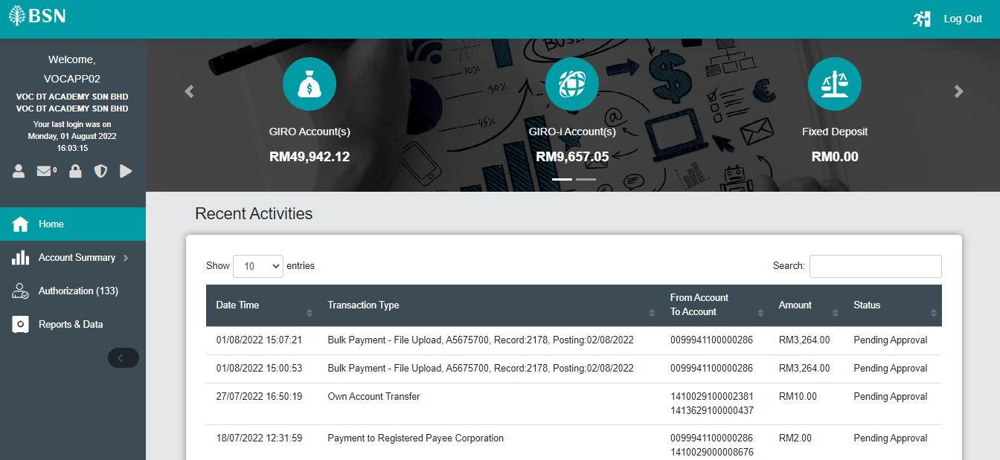 BSN
Log Out
Welcome,
VOCAPP02
VOC DT ACADEMY SDN BHD
VOC DT ACADEMY SDN BHD
Your last login was on
Monday, 01 August 2022
16:03:15
0
Home
Account Summary
Authorization (133)
Reports & Data
10%
30%
45%
BUSI
@
$
€
GIRO Account(s)
RM49,942.12
GIRO-i Account(s)
RM9,657.05
Fixed Deposit
RM0.00
Recent Activities
Show 10 entries
Search:
Date Time Transaction Type From Account To Account Amount Status
01/08/2022 15:07:21 Bulk Payment - File Upload, A5675700, Record:2178, Posting:02/08/2022 0099941100000286 RM3,264.00 Pending Approval
01/08/2022 15:00:53 Bulk Payment - File Upload, A5675700, Record:2178, Posting:02/08/2022 0099941100000286 RM3,264.00 Pending Approval
27/07/2022 16:50:19 Own Account Transfer 1410029100002381 RM10.00 Pending Approval
1413629100000437
18/07/2022 12:31:59 Payment to Registered Payee Corporation 0099941100000286 RM2.00 Pending Approval
1410029000008676